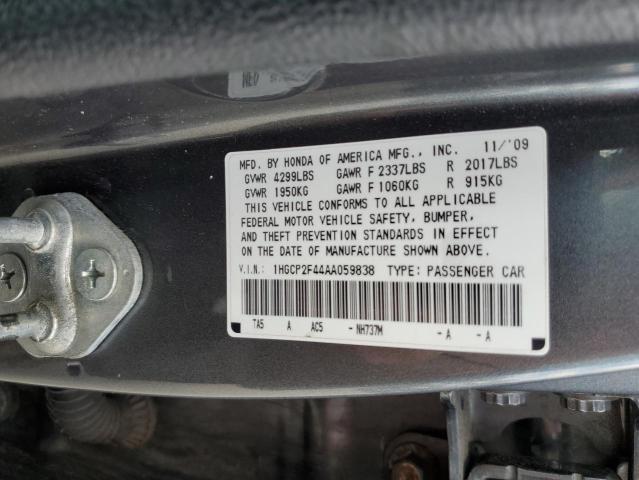 MFD. BY HONDA OF AMERICA MFG., INC. 11/'09
GVWR 4299LBS GAWR F 2337LBS R 2017LBS
GVWR 1950KG GAWR F 1060KG R 915KG
THIS VEHICLE CONFORMS TO ALL APPLICABLE
FEDERAL MOTOR VEHICLE SAFETY, BUMPER,
AND THEFT PREVENTION STANDARDS IN EFFECT
ON THE DATE OF MANUFACTURE SHOWN ABOVE.
V.I.N.: 1HGCP2F44AA059838 TYPE: PASSENGER CAR
TA5 A AC5 -NH737M -A -A